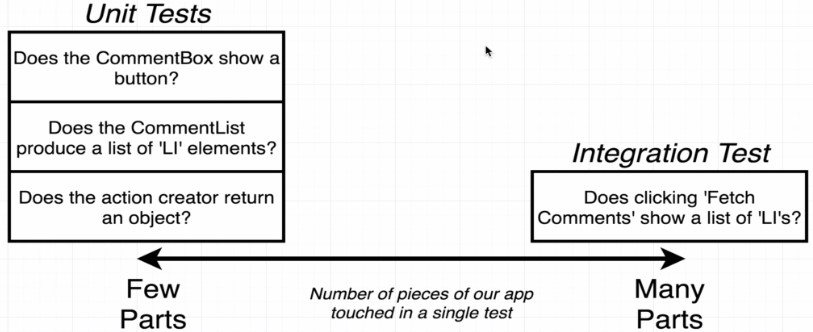 Unit Tests
Does the CommentBox show a
button?
Does the CommentList
produce a list of 'LI' elements?
Does the action creator return
an object?
Integration Test
Does clicking 'Fetch
Comments' show a list of 'LI's?
Few
Parts
Number of pieces of our app
touched in a single test
Many
Parts